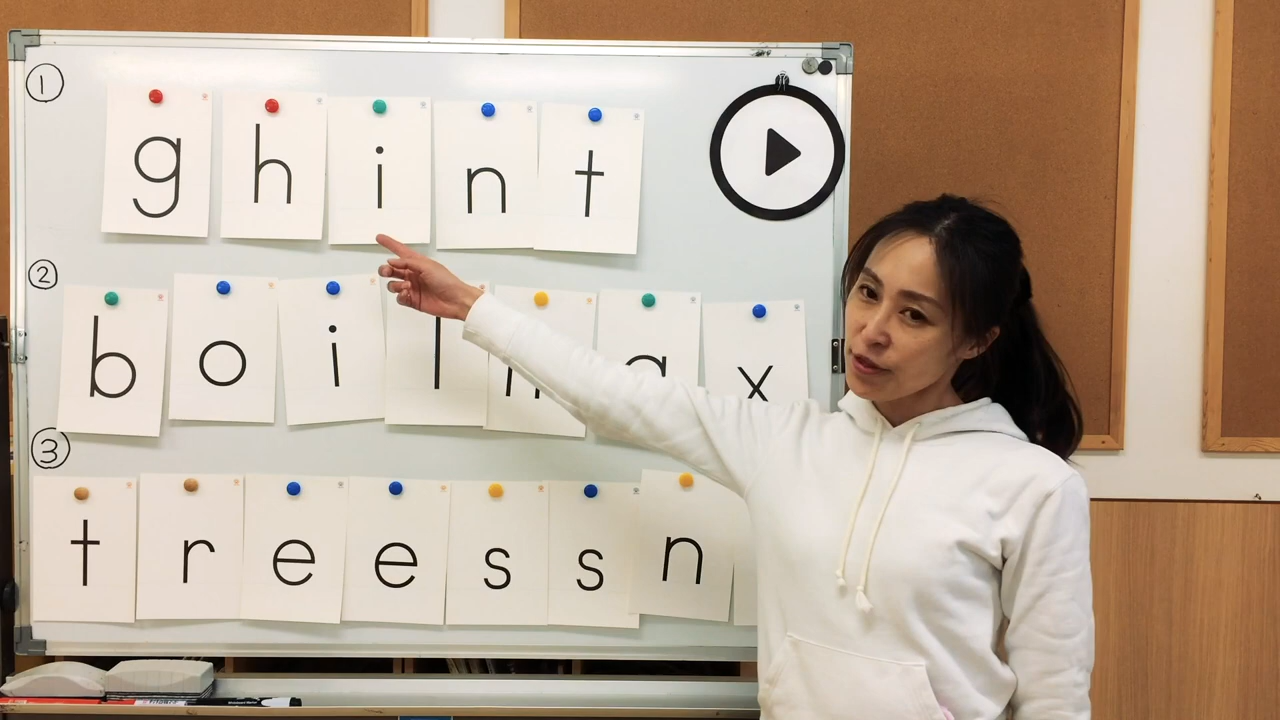 ① g h i n t
② b o i l n a x
③ t r e e s s n